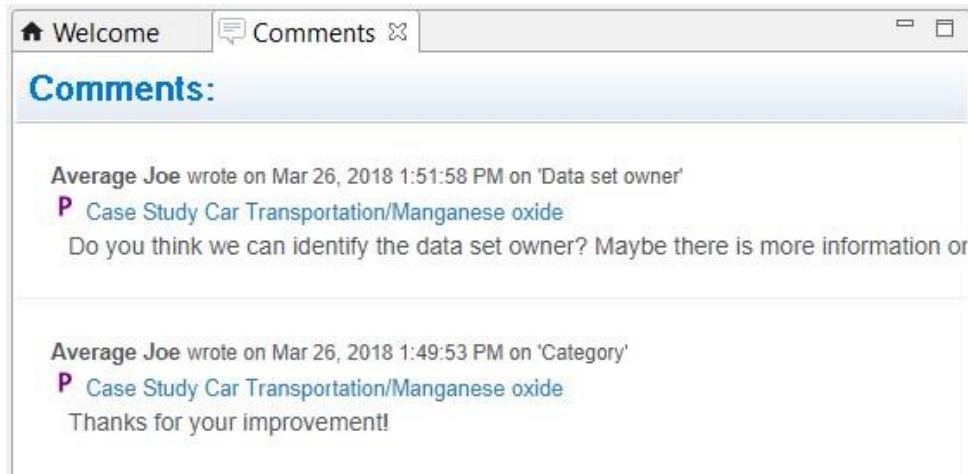 Welcome Comments
Comments:
Average Joe wrote on Mar 26, 2018 1:51:58 PM on 'Data set owner'
P Case Study Car Transportation/Manganese oxide
Do you think we can identify the data set owner? Maybe there is more information or
Average Joe wrote on Mar 26, 2018 1:49:53 PM on 'Category'
P Case Study Car Transportation/Manganese oxide
Thanks for your improvement!